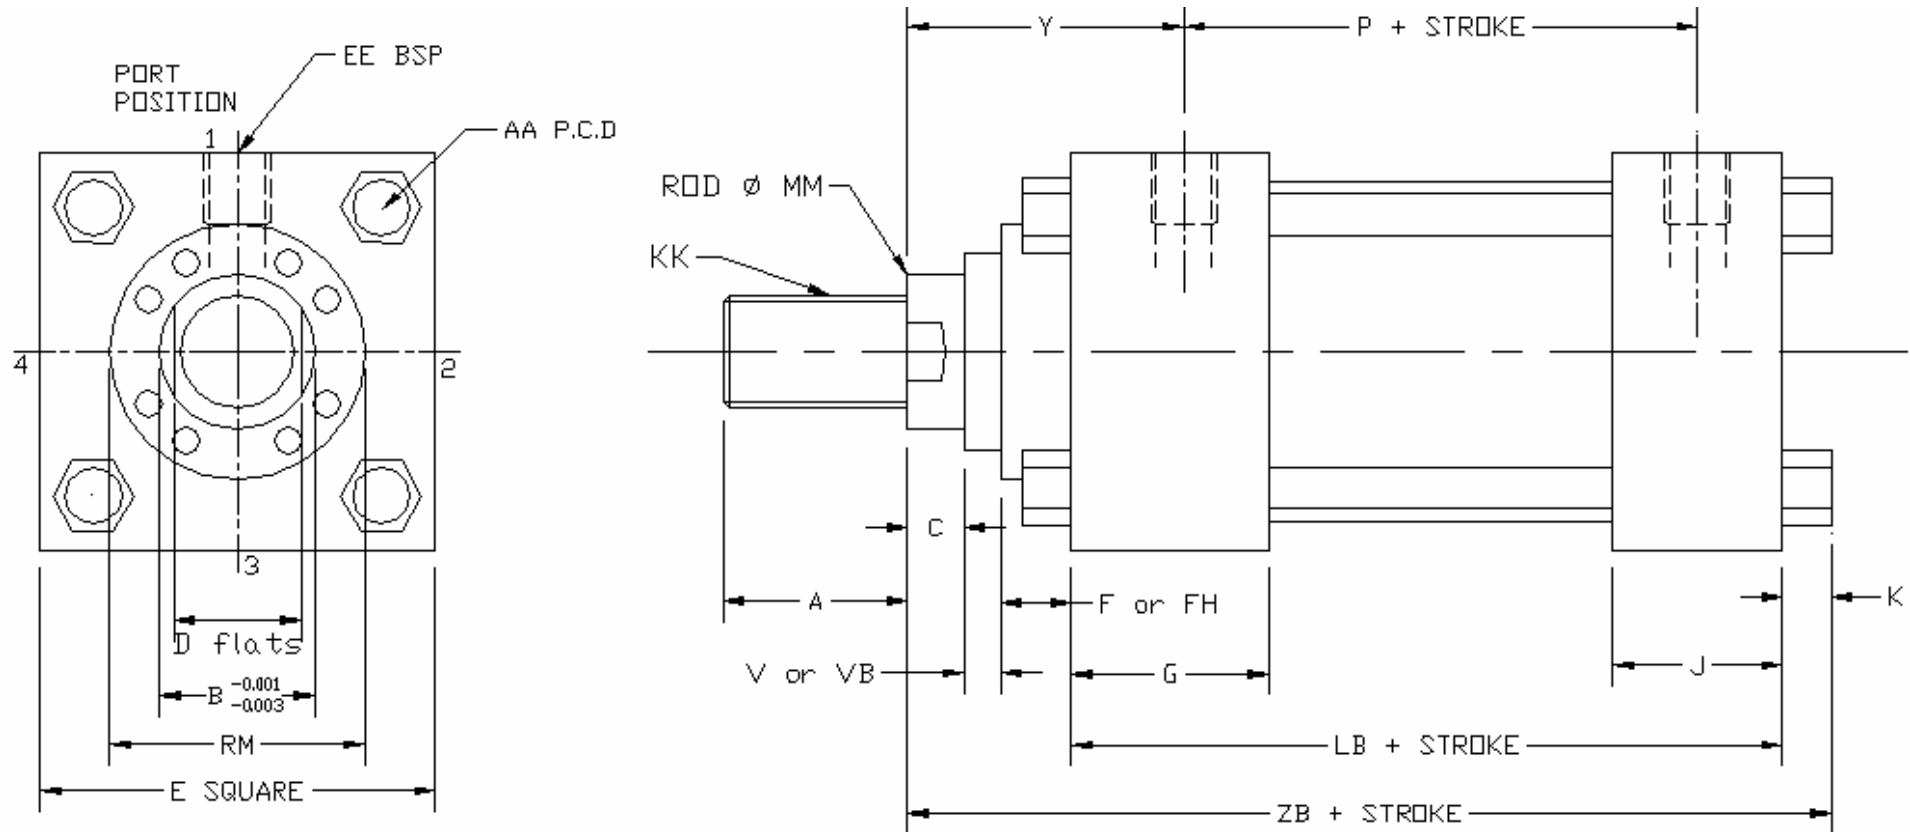 Y
P + STROKE
EE BSP
PORT
POSITION
1
AA P.C.D
ROD ø MM
KK
4
2
3
C
A
F or FH
K
D flats
V or VB
G
J
B -0.001
-0.003
RM
LB + STROKE
E SQUARE
ZB + STROKE